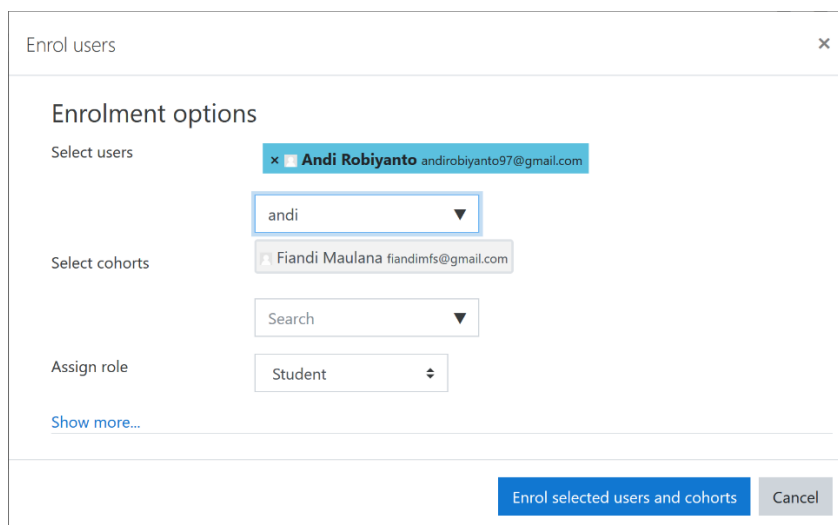 Enrol users ×
Enrolment options
Select users
× Andi Robiyanto andirobiyanto97@gmail.com
andi ▼
Select cohorts
Fiandi Maulana fiandimfs@gmail.com
Search ▼
Assign role
Student
Show more...
Enrol selected users and cohorts
Cancel